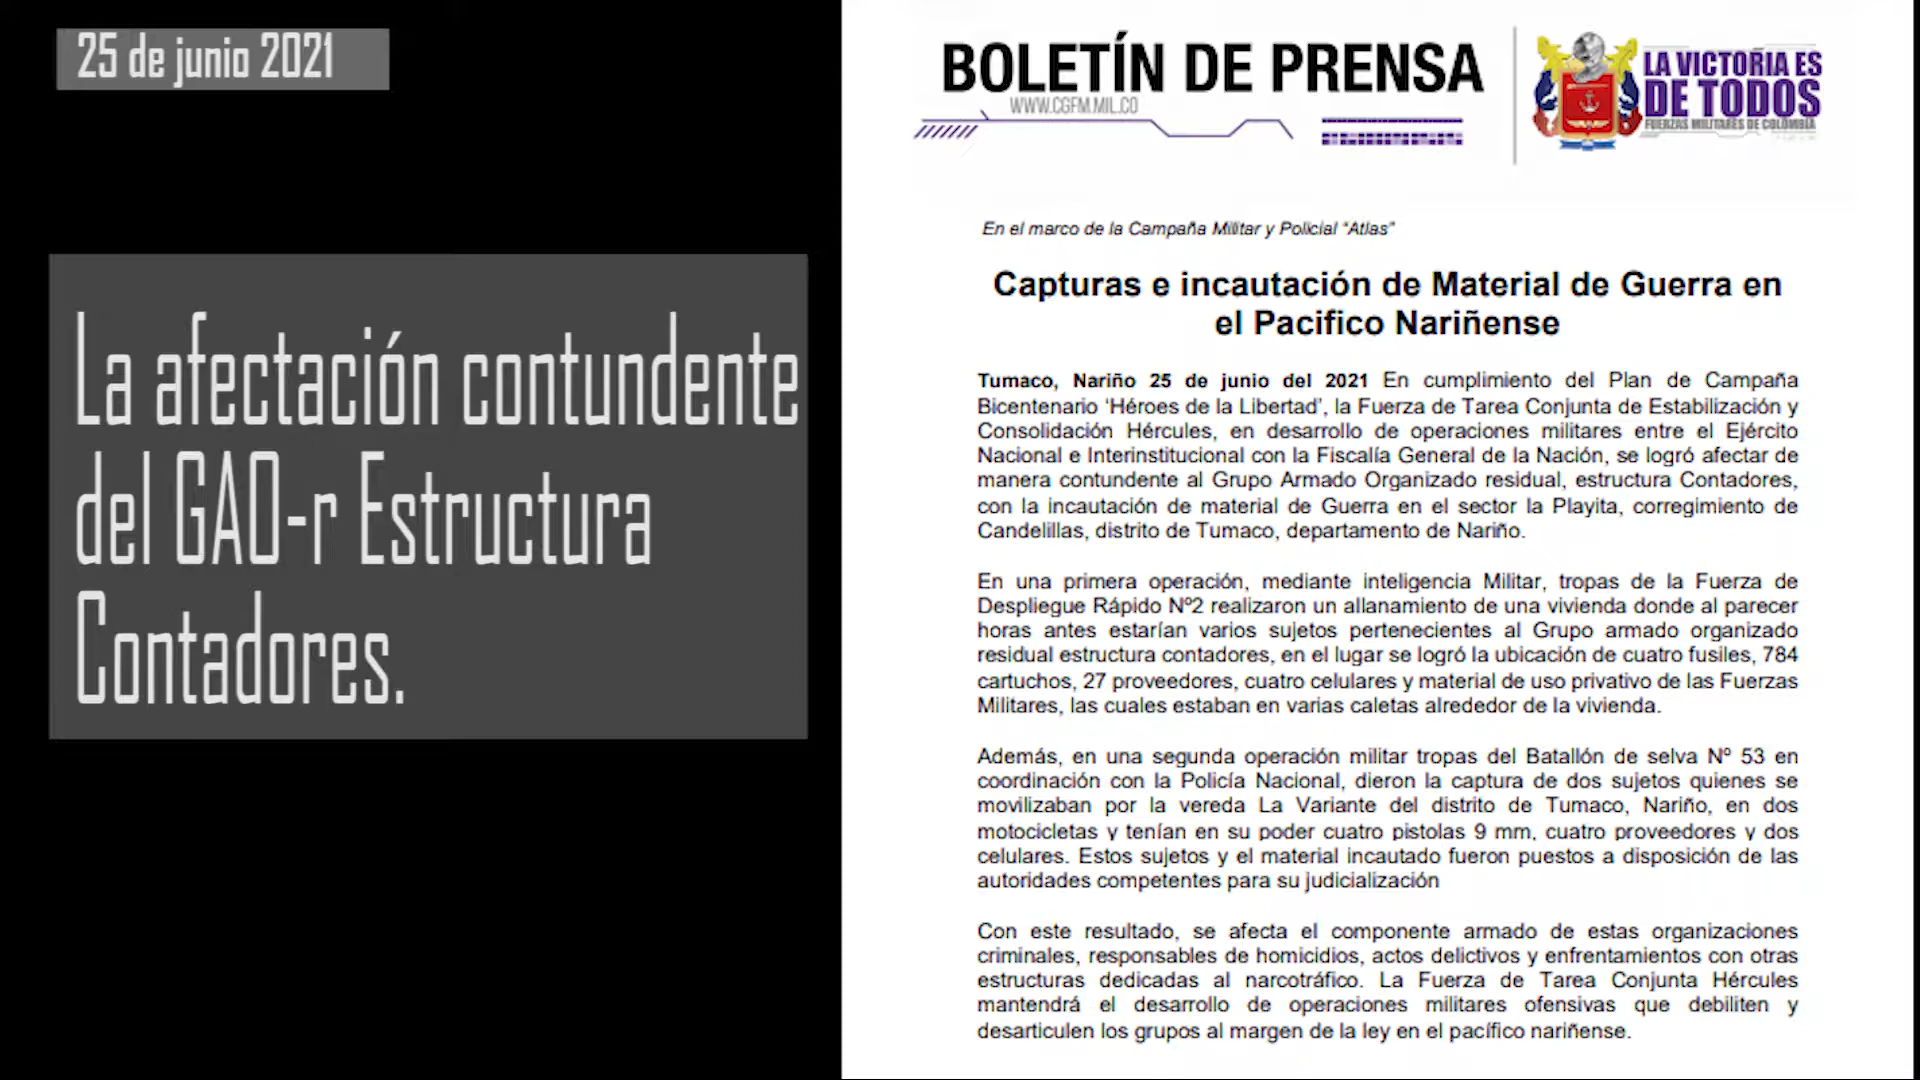 25 de junio 2021
La afectación contundente
del GAO-r Estructura
Contadores.
BOLETÍN DE PRENSA
WWW.CGFM.MIL.CO
LA VICTORIA ES
DE TODOS
FUERZAS MILITARES DE COLOMBIA
En el marco de la Campaña Militar y Policial “Atlas”
Capturas e incautación de Material de Guerra en
el Pacifico Nariñense
Tumaco, Nariño 25 de junio del 2021 En cumplimiento del Plan de Campaña
Bicentenario ‘Héroes de la Libertad’, la Fuerza de Tarea Conjunta de Estabilización y
Consolidación Hércules, en desarrollo de operaciones militares entre el Ejército
Nacional e Interinstitucional con la Fiscalía General de la Nación, se logró afectar de
manera contundente al Grupo Armado Organizado residual, estructura Contadores,
con la incautación de material de Guerra en el sector la Playita, corregimiento de
Candelillas, distrito de Tumaco, departamento de Nariño.
En una primera operación, mediante inteligencia Militar, tropas de la Fuerza de
Despliegue Rápido Nº2 realizaron un allanamiento de una vivienda donde al parecer
horas antes estarían varios sujetos pertenecientes al Grupo armado organizado
residual estructura contadores, en el lugar se logró la ubicación de cuatro fusiles, 784
cartuchos, 27 proveedores, cuatro celulares y material de uso privativo de las Fuerzas
Militares, las cuales estaban en varias caletas alrededor de la vivienda.
Además, en una segunda operación militar tropas del Batallón de selva Nº 53 en
coordinación con la Policía Nacional, dieron la captura de dos sujetos quienes se
movilizaban por la vereda La Variante del distrito de Tumaco, Nariño, en dos
motocicletas y tenían en su poder cuatro pistolas 9 mm, cuatro proveedores y dos
celulares. Estos sujetos y el material incautado fueron puestos a disposición de las
autoridades competentes para su judicialización
Con este resultado, se afecta el componente armado de estas organizaciones
criminales, responsables de homicidios, actos delictivos y enfrentamientos con otras
estructuras dedicadas al narcotráfico. La Fuerza de Tarea Conjunta Hércules
mantendrá el desarrollo de operaciones militares ofensivas que debiliten y
desarticulen los grupos al margen de la ley en el pacífico nariñense.